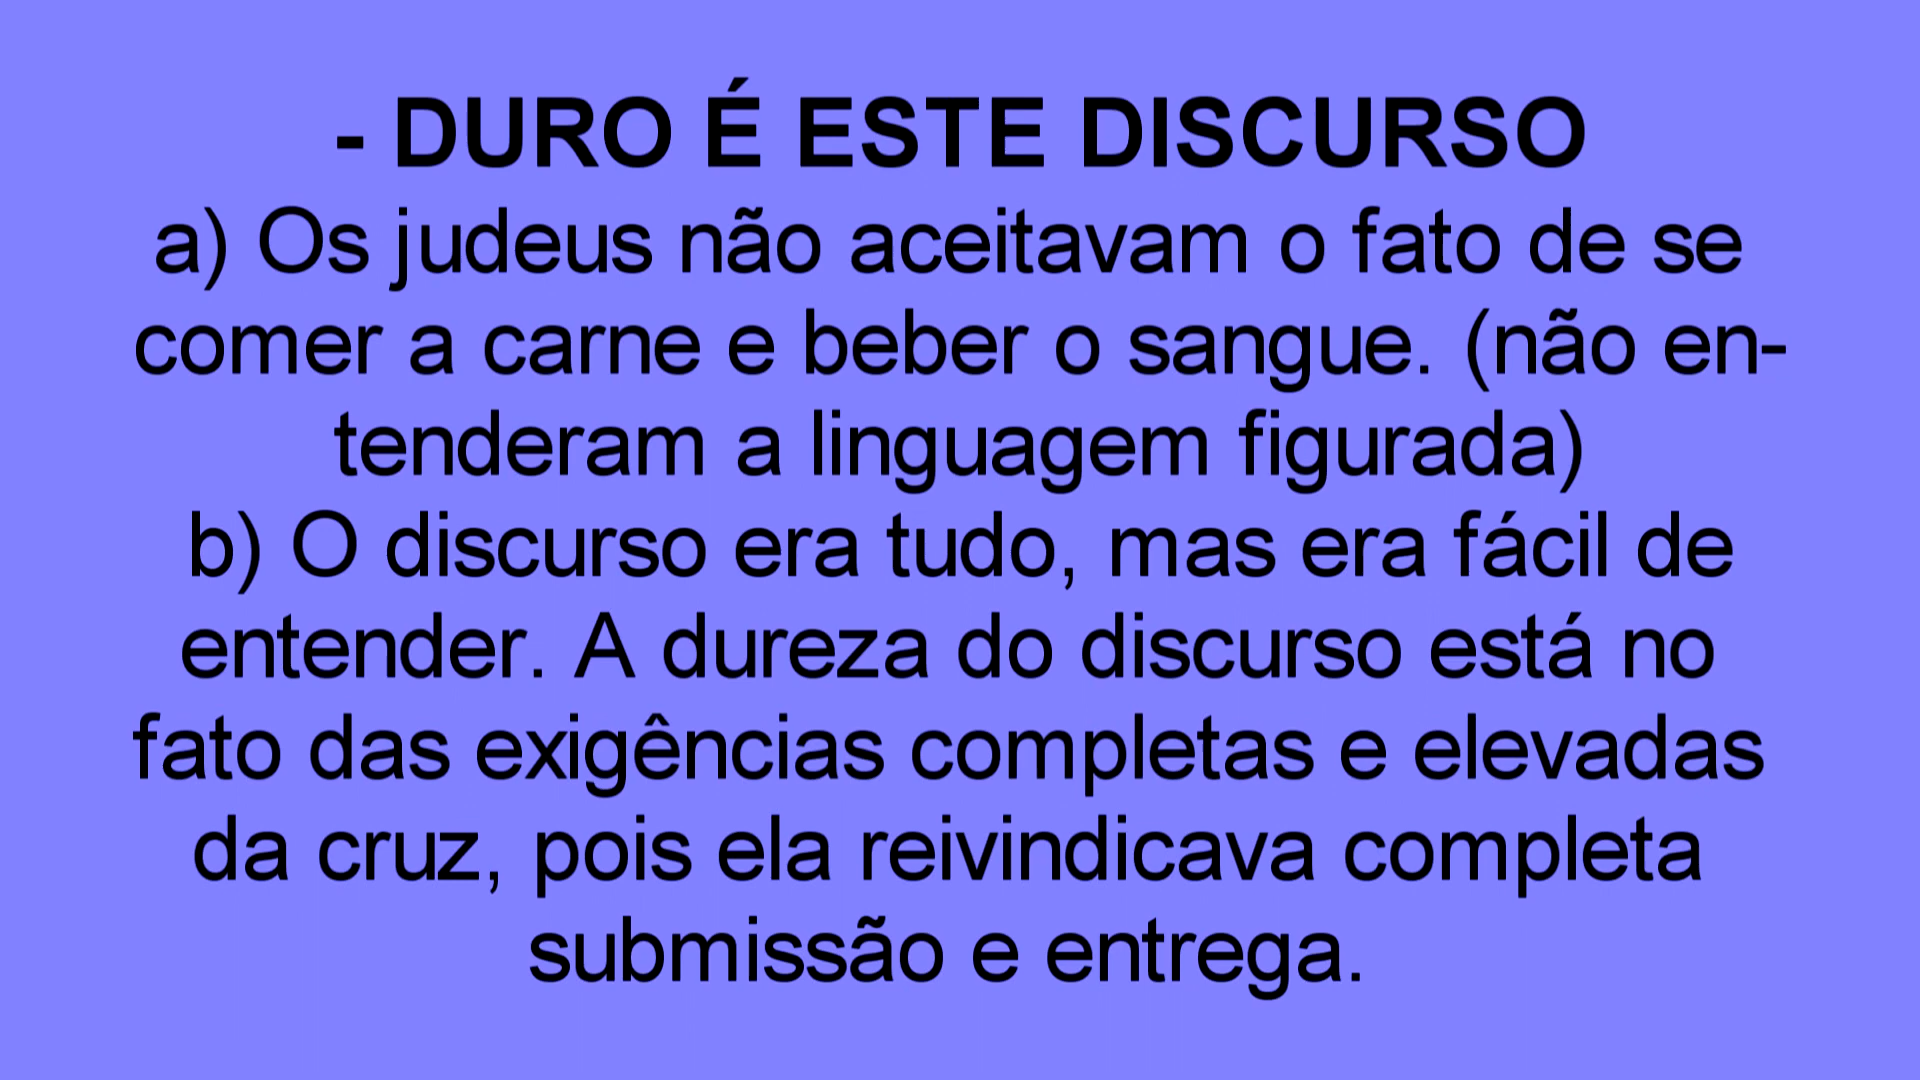 - DURO É ESTE DISCURSO
a) Os judeus não aceitavam o fato de se
comer a carne e beber o sangue. (não en-
tenderam a linguagem figurada)
b) O discurso era tudo, mas era fácil de
entender. A dureza do discurso está no
fato das exigências completas e elevadas
da cruz, pois ela reivindicava completa
submissão e entrega.